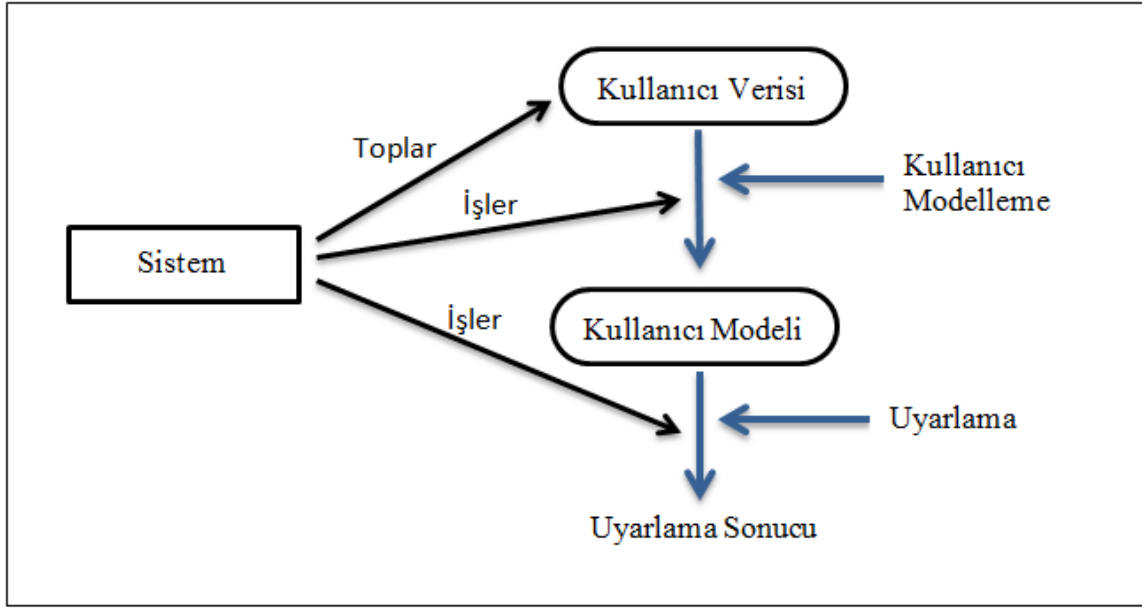 Kullanıcı Verisi
Toplar
Kullanıcı
Modelleme
İşler
Sistem
İşler
Kullanıcı Modeli
Uyarlama
Uyarlama Sonucu